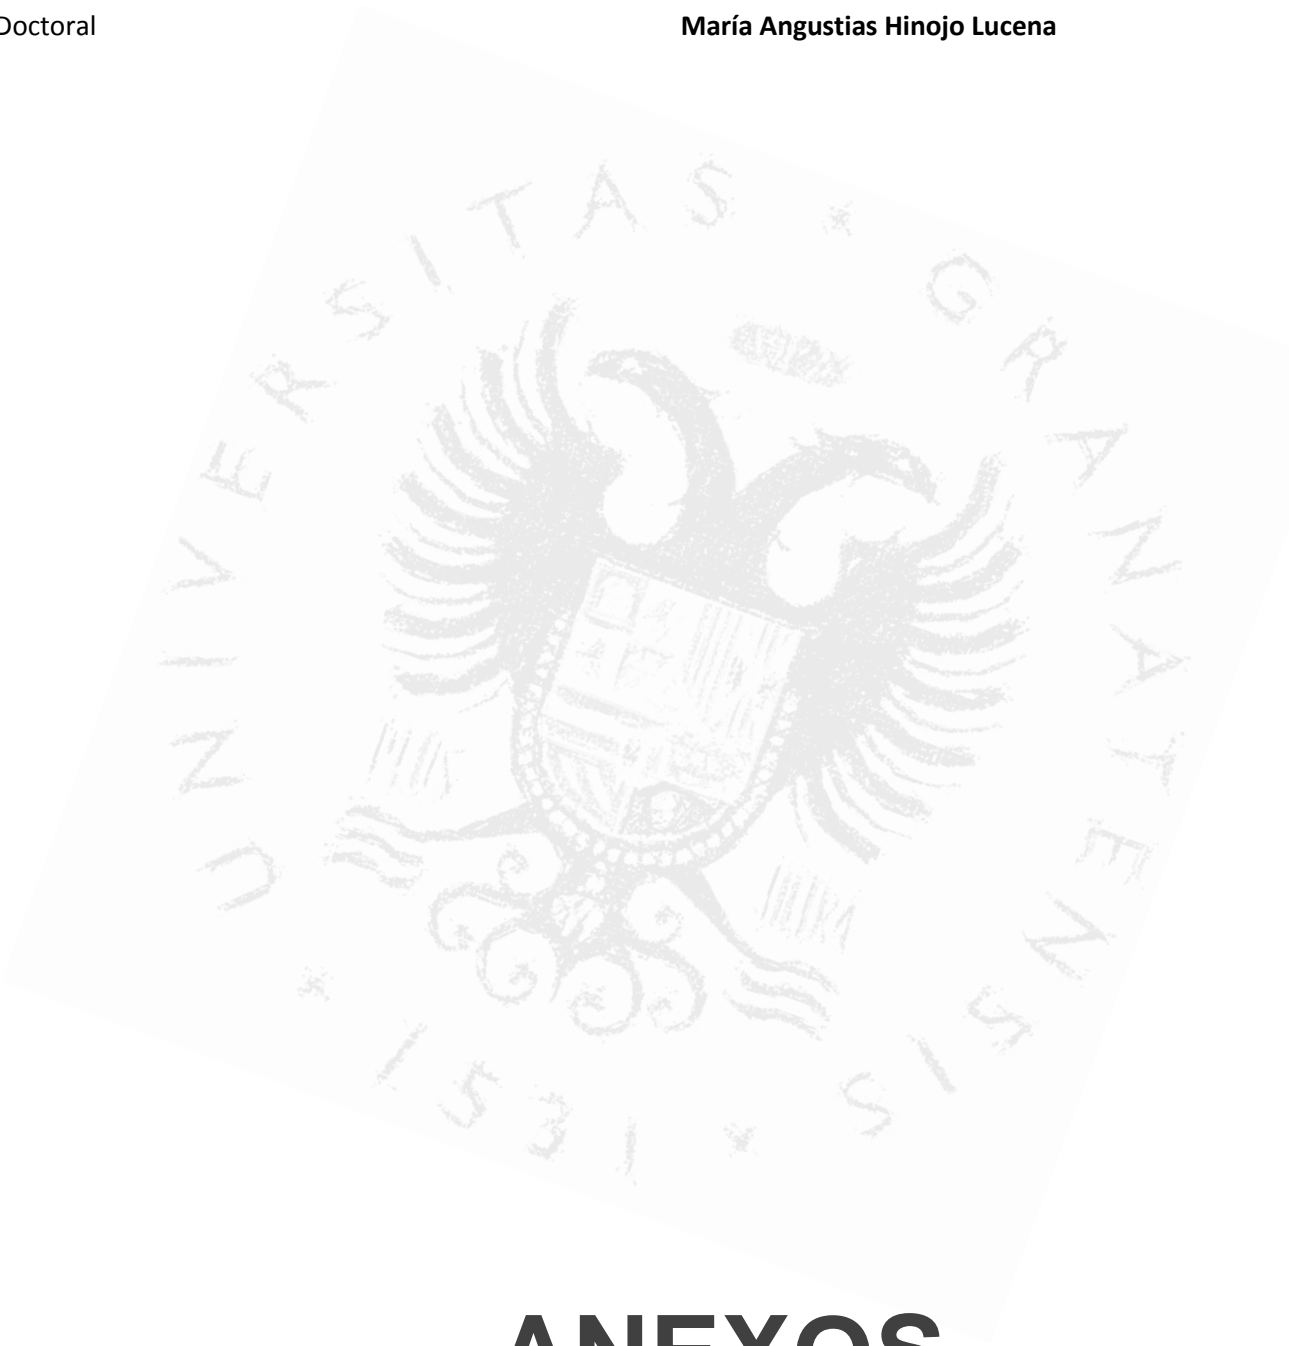 Doctoral María Angustias Hinojo Lucena
UNIVERSITAS * GRANATENSIS * 1531 *
ANEXOS